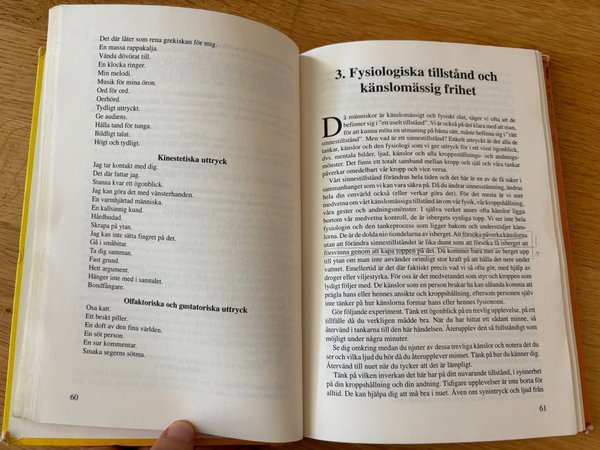 Det där låter som rena grekiskan för mig.
En massa rappakalja.
Vända dövörat till.
En klocka ringer.
Min melodi.
Musik för mina öron.
Ord för ord.
Oerhörd.
Tydligt uttryckt.
Ge audiens.
Hålla tand för tunga.
Bildligt talat.
Högt och tydligt.
Kinestetiska uttryck
Jag tar kontakt med dig.
Det där fattar jag.
Stanna kvar ett ögonblick.
Jag kan göra det med vänsterhanden.
En varmhjärtad människa.
En kallsinnig kund.
Hårdhudad.
Skrapa på ytan.
Jag kan inte sätta fingret på det.
Gå i småbitar.
Ta dig samman.
Fast grund.
Hett argument.
Hänger inte med i samtalet.
Bondfångare.
Olfaktoriska och gustatoriska uttryck
Osa katt.
Ett beskt piller.
En doft av den fina världen.
En söt person.
En sur kommentar.
Smaka segerns sötma.
60
3. Fysiologiska tillstånd och
känslomässig frihet
Då människor är känslomässigt och fysiskt slut, säger vi ofta att de
befinner sig i "ett uselt tillstånd". Vi är också på det klara med att man,
för att kunna möta en utmaning på bästa sätt, måste befinna sig i "rätt
sinnestillstånd". Men vad är ett sinnestillstånd? Enkelt uttryckt är det alla de
tankar, känslor och den fysiologi som vi ger uttryck för i ett visst ögonblick,
dvs. mentala bilder, ljud, känslor och alla kroppsställnings- och andnings-
mönster. Det finns ett totalt samband mellan kropp och själ och våra tankar
påverkar omedelbart vår kropp och vice versa.
Vårt sinnestillstånd förändras hela tiden och det här är en av de få saker i
sammanhanget som vi kan vara säkra på. Då du ändrar sinnesstämning, ändras
hela din omvärld också (eller verkar göra det). För det mesta är vi mer
medvetna om vårt känslomässiga tillstånd än om vår fysik, vår kroppshållning,
våra gester och andningsmönster. I själva verket anses ofta känslor ligga
bortom vår medvetna kontroll, de är isbergets synliga topp. Vi ser inte hela
fysiologin och den tankeprocess som ligger bakom och understöder käns-
lorna. De är de dolda nio tiondelarna av isberget. Att försöka påverka känslorna
utan att förändra sinnestillståndet är lika dumt som att försöka få isberget att
försvinna genom att kapa toppen på det. Då kommer bara mer av berget upp
till ytan om man inte använder orimligt stor kraft på att hålla det nere under
vattnet. Emellertid är det där faktiskt precis vad vi så ofta gör, med hjälp av
droger eller viljestyrka. För oss är det medvetandet som styr och kroppen som
lydigt följer med. De känslor som en person brukar ha kan sålunda komma att
prägla hans eller hennes ansikte och kroppshållning, eftersom personen själv
inte tänker på hur känslorna formar hans eller hennes fysionomi.
Gör följande experiment. Tänk ett ögonblick på en trevlig upplevelse, på ett
tillfälle då du verkligen mådde bra. När du har hittat ett sådant minne, så
återvänd i tankarna till den här händelsen. Återupplev den så fullständigt som
möjligt under några minuter.
Se dig omkring medan du njuter av dessa trevliga känslor och notera det du
ser och vilka ljud du hör då du återupplever minnet. Tänk på hur du känner dig.
Återvänd till nuet när du tycker att det är lämpligt.
Tänk på vilken inverkan det här har på ditt nuvarande tillstånd, i synnerhet
på din kroppshållning och din andning. Tidigare upplevelser är inte borta för
alltid. De kan hjälpa dig att må bra i nuet. Även om synintryck och ljud från
61